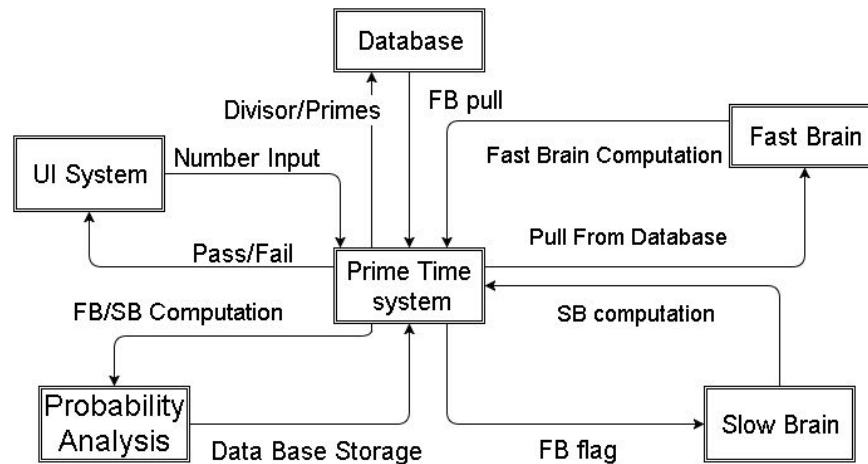 Database
Divisor/Primes
FB pull
Fast Brain
Fast Brain Computation
UI System
Number Input
Pull From Database
Pass/Fail
Prime Time
system
FB/SB Computation
SB computation
Probability
Analysis
Data Base Storage
FB flag
Slow Brain